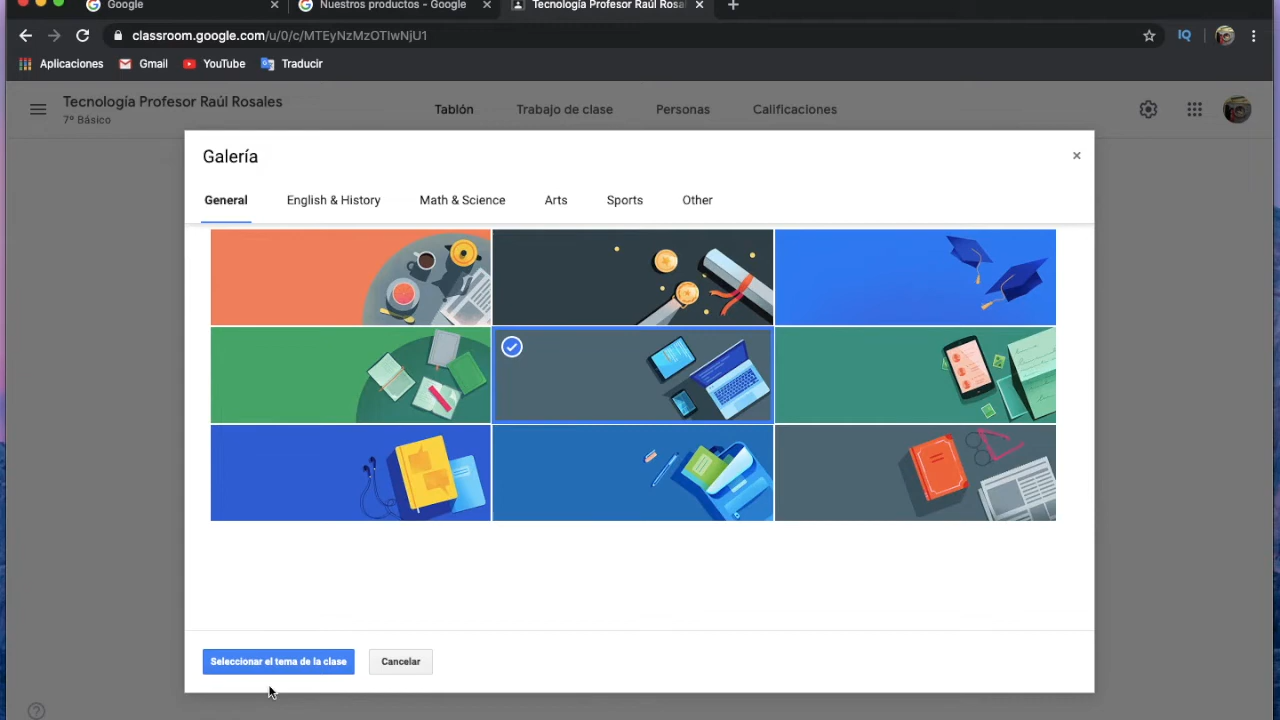 Google
Nuestros productos - Google
Tecnología Profesor Raúl Rosal
classroom.google.com/u/0/c/MTEyNzMzOTIwNjU1
IQ
Aplicaciones
Gmail
YouTube
Traducir
Tecnología Profesor Raúl Rosales
7º Básico
Tablón
Trabajo de clase
Personas
Calificaciones
Galería
General
English & History
Math & Science
Arts
Sports
Other
Seleccionar el tema de la clase
Cancelar